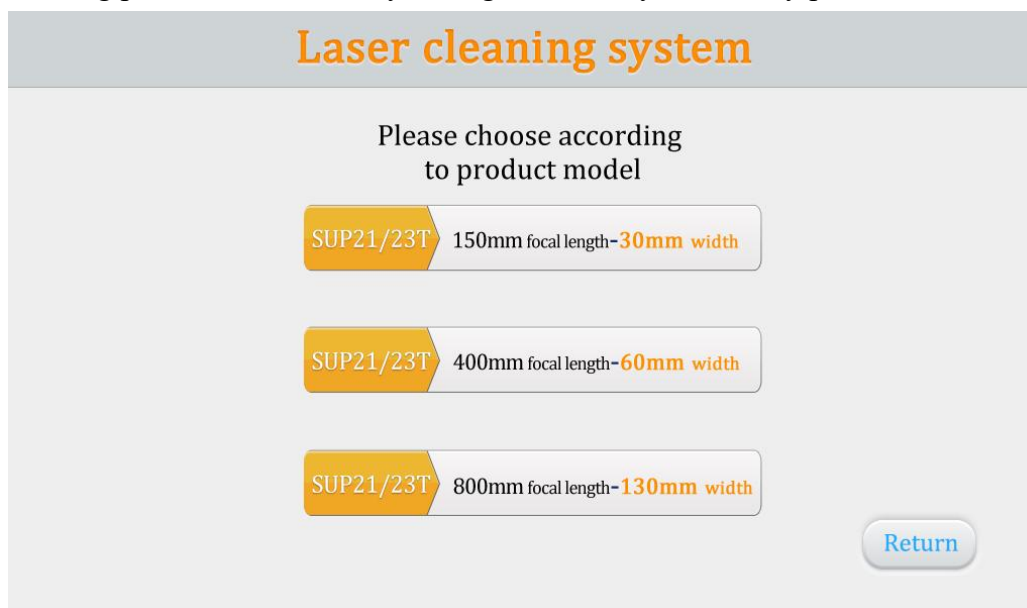 Laser cleaning system
Please choose according
to product model
SUP21/23T 150mm focal length-30mm width
SUP21/23T 400mm focal length-60mm width
SUP21/23T 800mm focal length-130mm width
Return